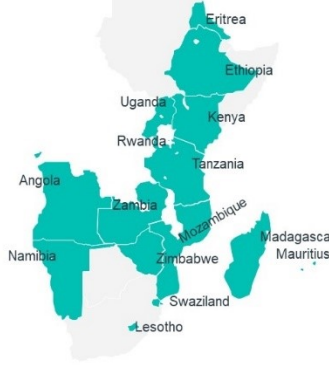 Eritrea
Ethiopia
Uganda
Kenya
Rwanda
Tanzania
Angola
Zambia
Mozambique
Madagasca
Namibia
Zimbabwe
Mauritius
Swaziland
Lesotho